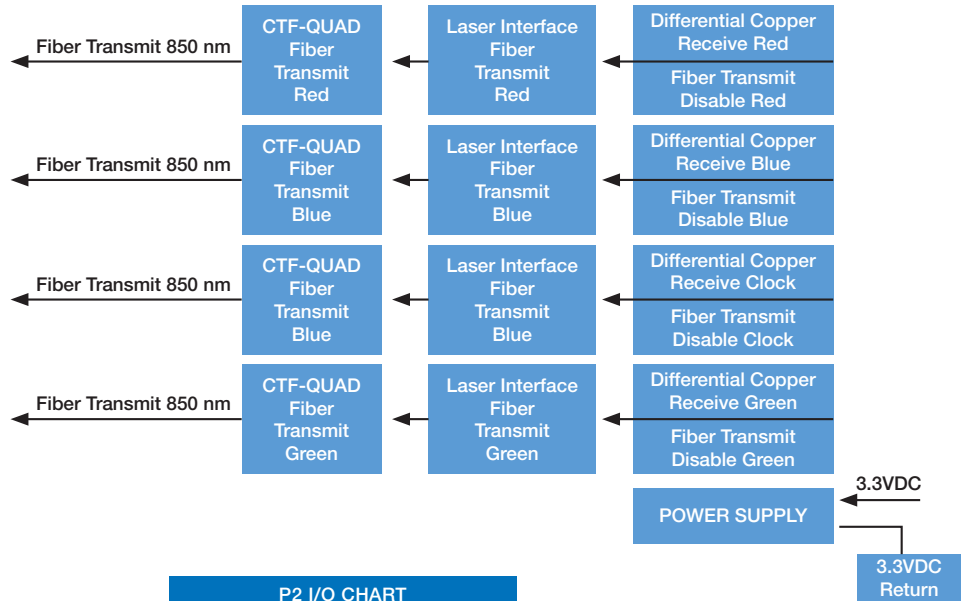 Fiber Transmit 850 nm
CTF-QUAD
Fiber
Transmit
Red
Laser Interface
Fiber
Transmit
Red
Differential Copper
Receive Red
Fiber Transmit
Disable Red
Fiber Transmit 850 nm
CTF-QUAD
Fiber
Transmit
Blue
Laser Interface
Fiber
Transmit
Blue
Differential Copper
Receive Blue
Fiber Transmit
Disable Blue
Fiber Transmit 850 nm
CTF-QUAD
Fiber
Transmit
Blue
Laser Interface
Fiber
Transmit
Blue
Differential Copper
Receive Clock
Fiber Transmit
Disable Clock
Fiber Transmit 850 nm
CTF-QUAD
Fiber
Transmit
Green
Laser Interface
Fiber
Transmit
Green
Differential Copper
Receive Green
Fiber Transmit
Disable Green
3.3VDC
POWER SUPPLY
3.3VDC
Return
P2 I/O CHART